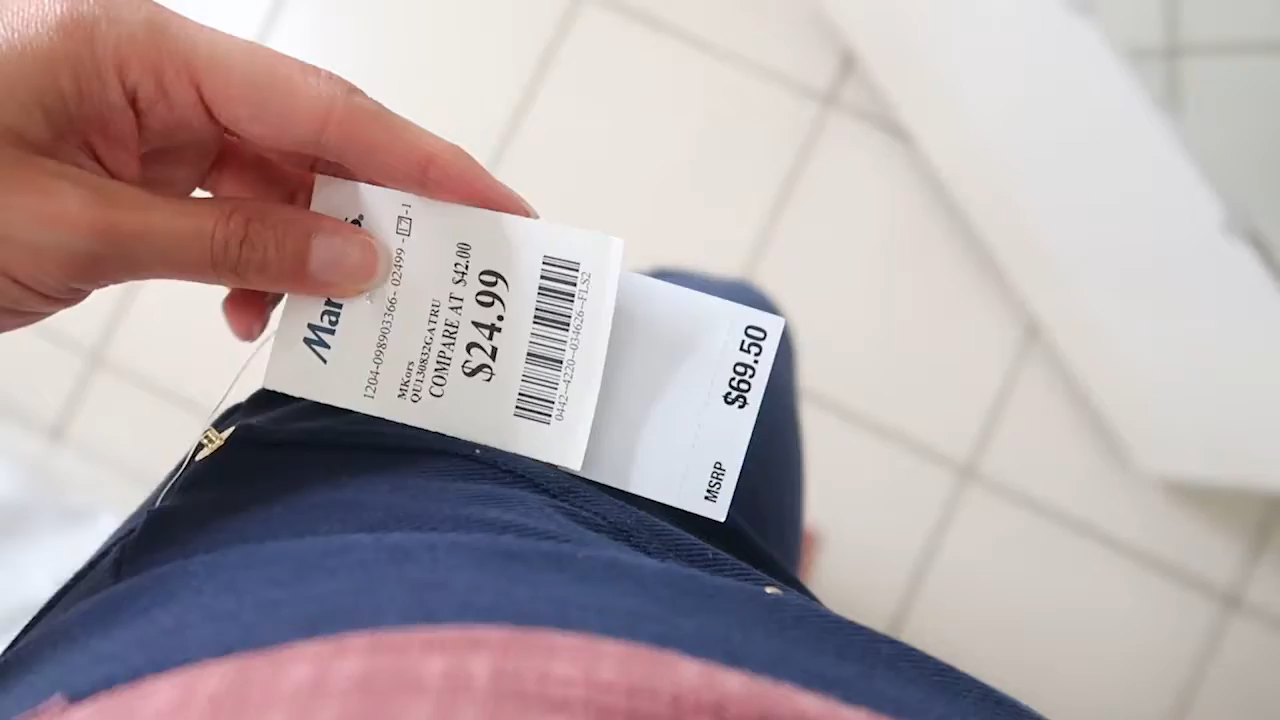 1204-098903366-02499-17-1
MKors
QU130832GATRU
COMPARE AT $42.00
$24.99
0442--4220--034626--FLS2
$69.50
MSRP